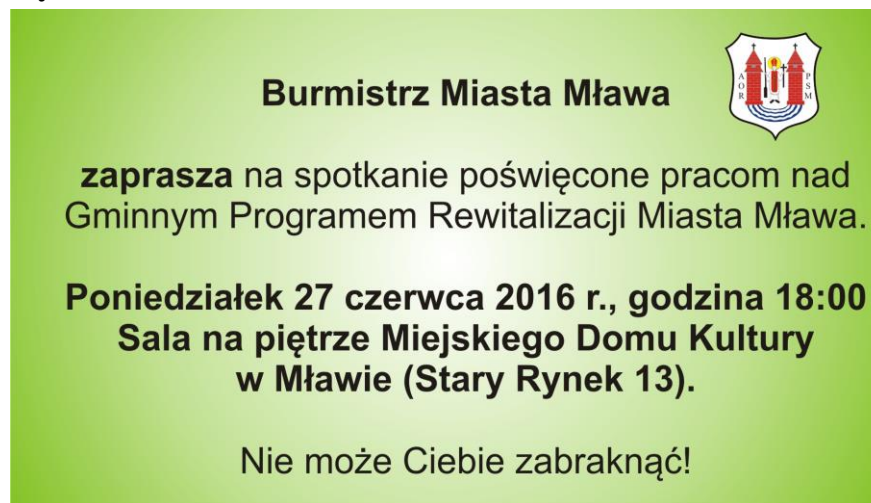 Burmistrz Miasta Mława
A O R
P S M
zaprasza na spotkanie poświęcone pracom nad
Gminnym Programem Rewitalizacji Miasta Mława.
Poniedziałek 27 czerwca 2016 r., godzina 18:00
Sala na piętrze Miejskiego Domu Kultury
w Mławie (Stary Rynek 13).
Nie może Ciebie zabraknąć!